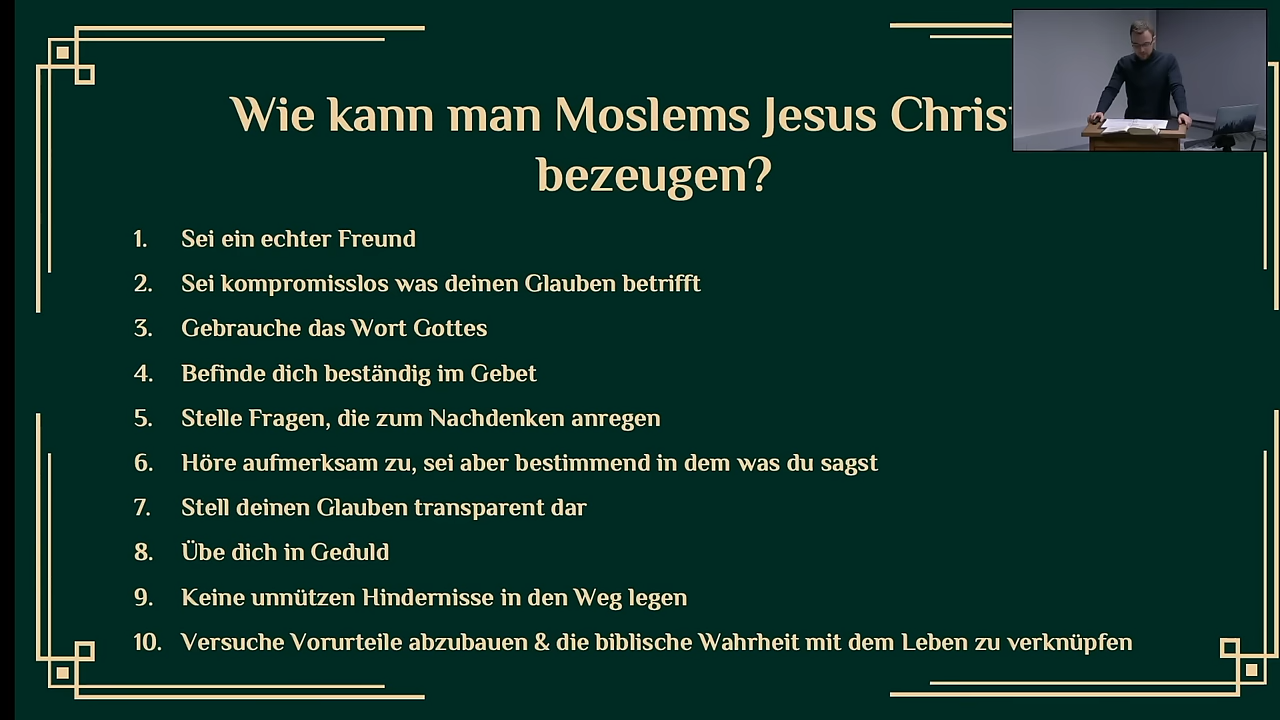 Wie kann man Moslems Jesus Chris
bezeugen?
1. Sei ein echter Freund
2. Sei kompromisslos was deinen Glauben betrifft
3. Gebrauche das Wort Gottes
4. Befinde dich beständig im Gebet
5. Stelle Fragen, die zum Nachdenken anregen
6. Höre aufmerksam zu, sei aber bestimmend in dem was du sagst
7. Stell deinen Glauben transparent dar
8. Übe dich in Geduld
9. Keine unnützen Hindernisse in den Weg legen
10. Versuche Vorurteile abzubauen & die biblische Wahrheit mit dem Leben zu verknüpfen